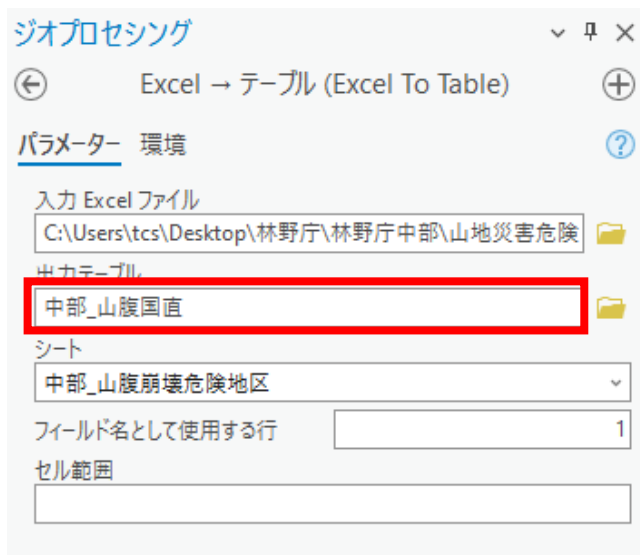 ジオプロセシング
Excel → テーブル (Excel To Table)
パラメーター 環境
入力 Excel ファイル
C:\Users\tcs\Desktop\林野庁\林野庁中部\山地災害危険
出力テーブル
中部_山腹国直
シート
中部_山腹崩壊危険地区
フィールド名として使用する行 1
セル範囲